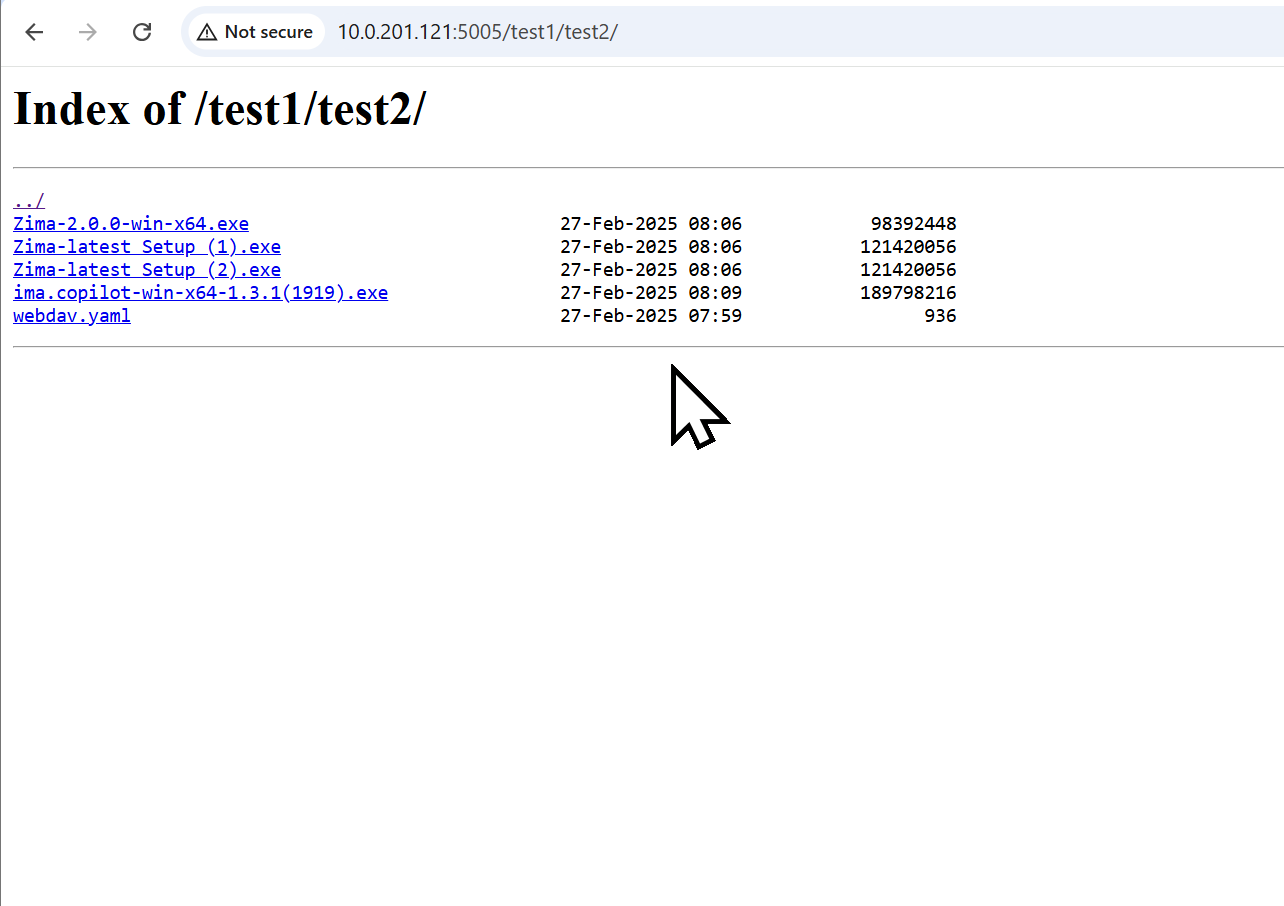 Not secure 10.0.201.121:5005/test1/test2/
Index of /test1/test2/
../
Zima-2.0.0-win-x64.exe 27-Feb-2025 08:06 98392448
Zima-latest Setup (1).exe 27-Feb-2025 08:06 121420056
Zima-latest Setup (2).exe 27-Feb-2025 08:06 121420056
ima.copilot-win-x64-1.3.1(1919).exe 27-Feb-2025 08:09 189798216
webdav.yaml 27-Feb-2025 07:59 936